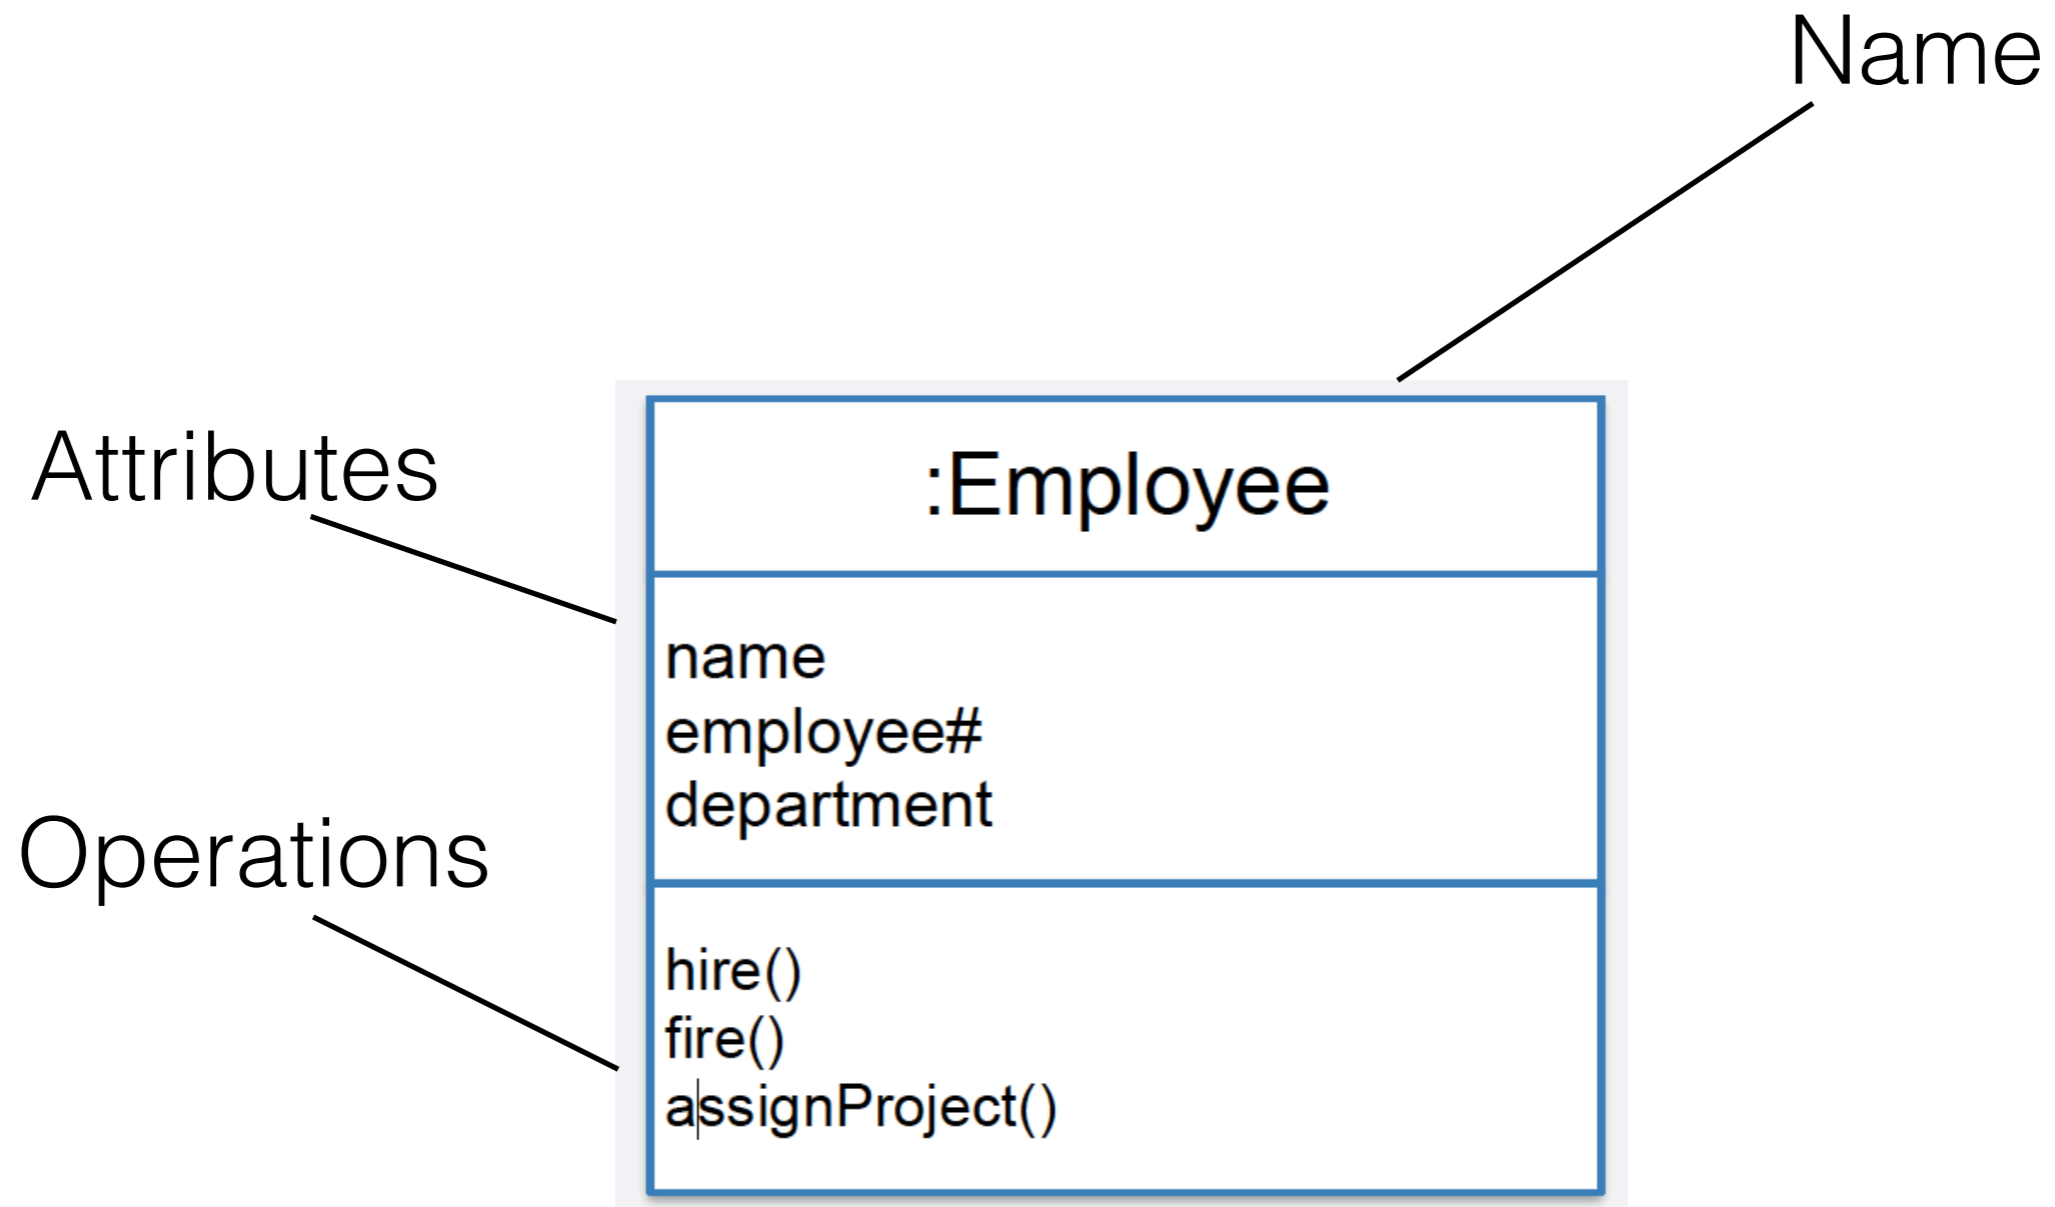 Name
Attributes
:Employee
name
employee#
department
Operations
hire()
fire()
assignProject()